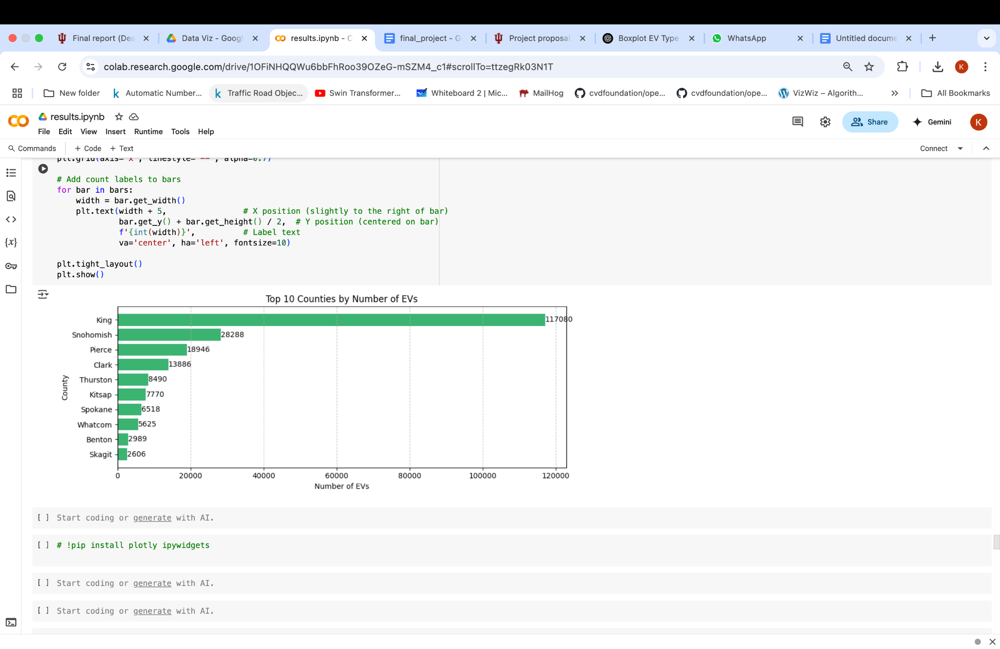 Final report (Dea
Data Viz - Googl
results.ipynb - C
final_project - G
Project proposal
Boxplot EV Type
WhatsApp
Untitled docume
colab.research.google.com/drive/1OFiNHQQWu6bbFhRoo39OZeG-mSZM4_c1#scrollTo=ttzegRk03N1T
K
New folder
Automatic Number...
Traffic Road Objec...
Swin Transformer...
Whiteboard 2 | Mic...
MailHog
cvdfoundation/ope...
cvdfoundation/ope...
VizWiz – Algorith...
All Bookmarks
CO
results.ipynb
File Edit View Insert Runtime Tools Help
Share
Gemini
K
Commands
+ Code + Text
Connect
plt.grid(axis='x', linestyle='--', alpha=0.7)
# Add count labels to bars
for bar in bars:
width = bar.get_width()
plt.text(width + 5, # X position (slightly to the right of bar)
bar.get_y() + bar.get_height() / 2, # Y position (centered on bar)
f'{int(width)}', # Label text
va='center', ha='left', fontsize=10)
plt.tight_layout()
plt.show()
Top 10 Counties by Number of EVs
County
King 117080
Snohomish 28288
Pierce 18946
Clark 13886
Thurston 8490
Kitsap 7770
Spokane 6518
Whatcom 5625
Benton 2989
Skagit 2606
0 20000 40000 60000 80000 100000 120000
Number of EVs
[ ] Start coding or generate with AI.
[ ] # !pip install plotly ipywidgets
[ ] Start coding or generate with AI.
[ ] Start coding or generate with AI.